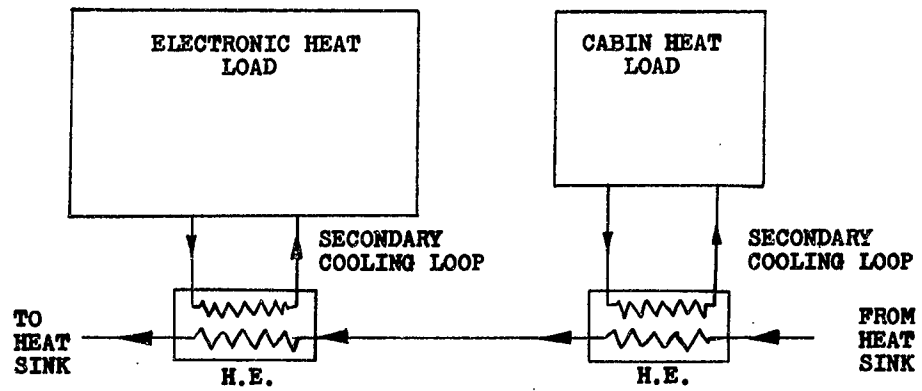 ELECTRONIC HEAT
LOAD
CABIN HEAT
LOAD
SECONDARY
COOLING LOOP
SECONDARY
COOLING LOOP
TO
HEAT
SINK
H.E.
H.E.
FROM
HEAT
SINK